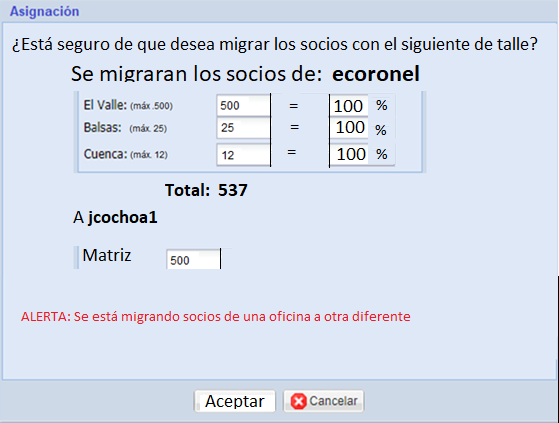 Asignación
¿Está seguro de que desea migrar los socios con el siguiente de talle?
Se migraran los socios de: ecoronel
El Valle: (máx.500) 500 = 100 %
Balsas: (máx. 25) 25 = 100 %
Cuenca: (máx. 12) 12 = 100 %
Total: 537
A jcochoa1
Matriz 500
ALERTA: Se está migrando socios de una oficina a otra diferente
Aceptar Cancelar